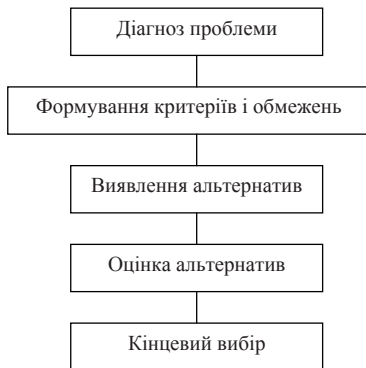 Діагноз проблеми
Формування критеріїв і обмежень
Виявлення альтернатив
Оцінка альтернатив
Кінцевий вибір